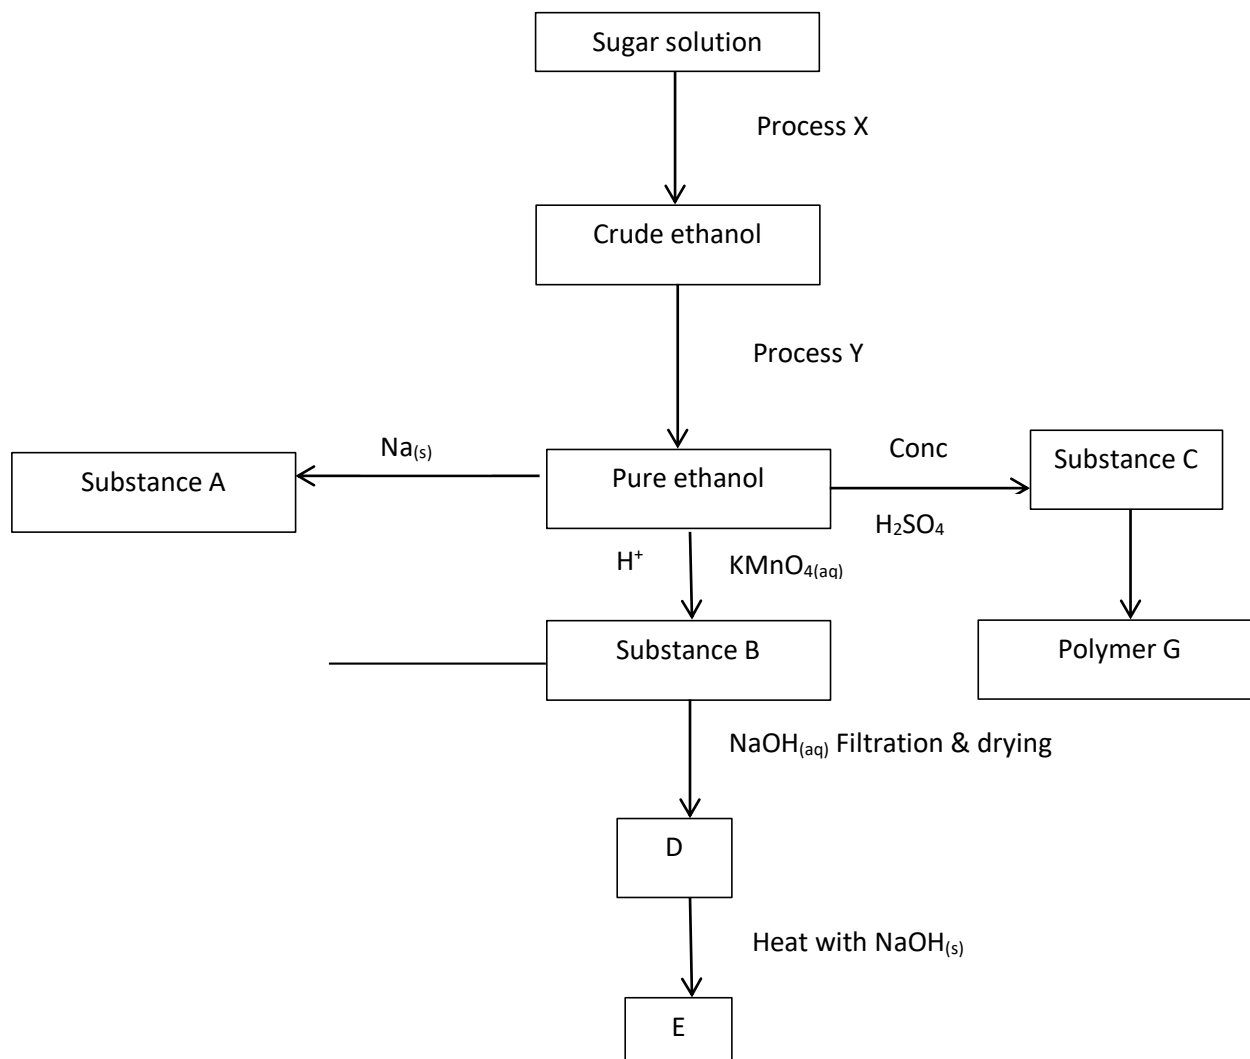 Sugar solution
Process X
Crude ethanol
Process Y
Na(s)
Conc
Substance A
Pure ethanol
Substance C
H₂SO₄
H⁺
KMnO₄(aq)
Substance B
Polymer G
NaOH(aq) Filtration & drying
D
Heat with NaOH(s)
E